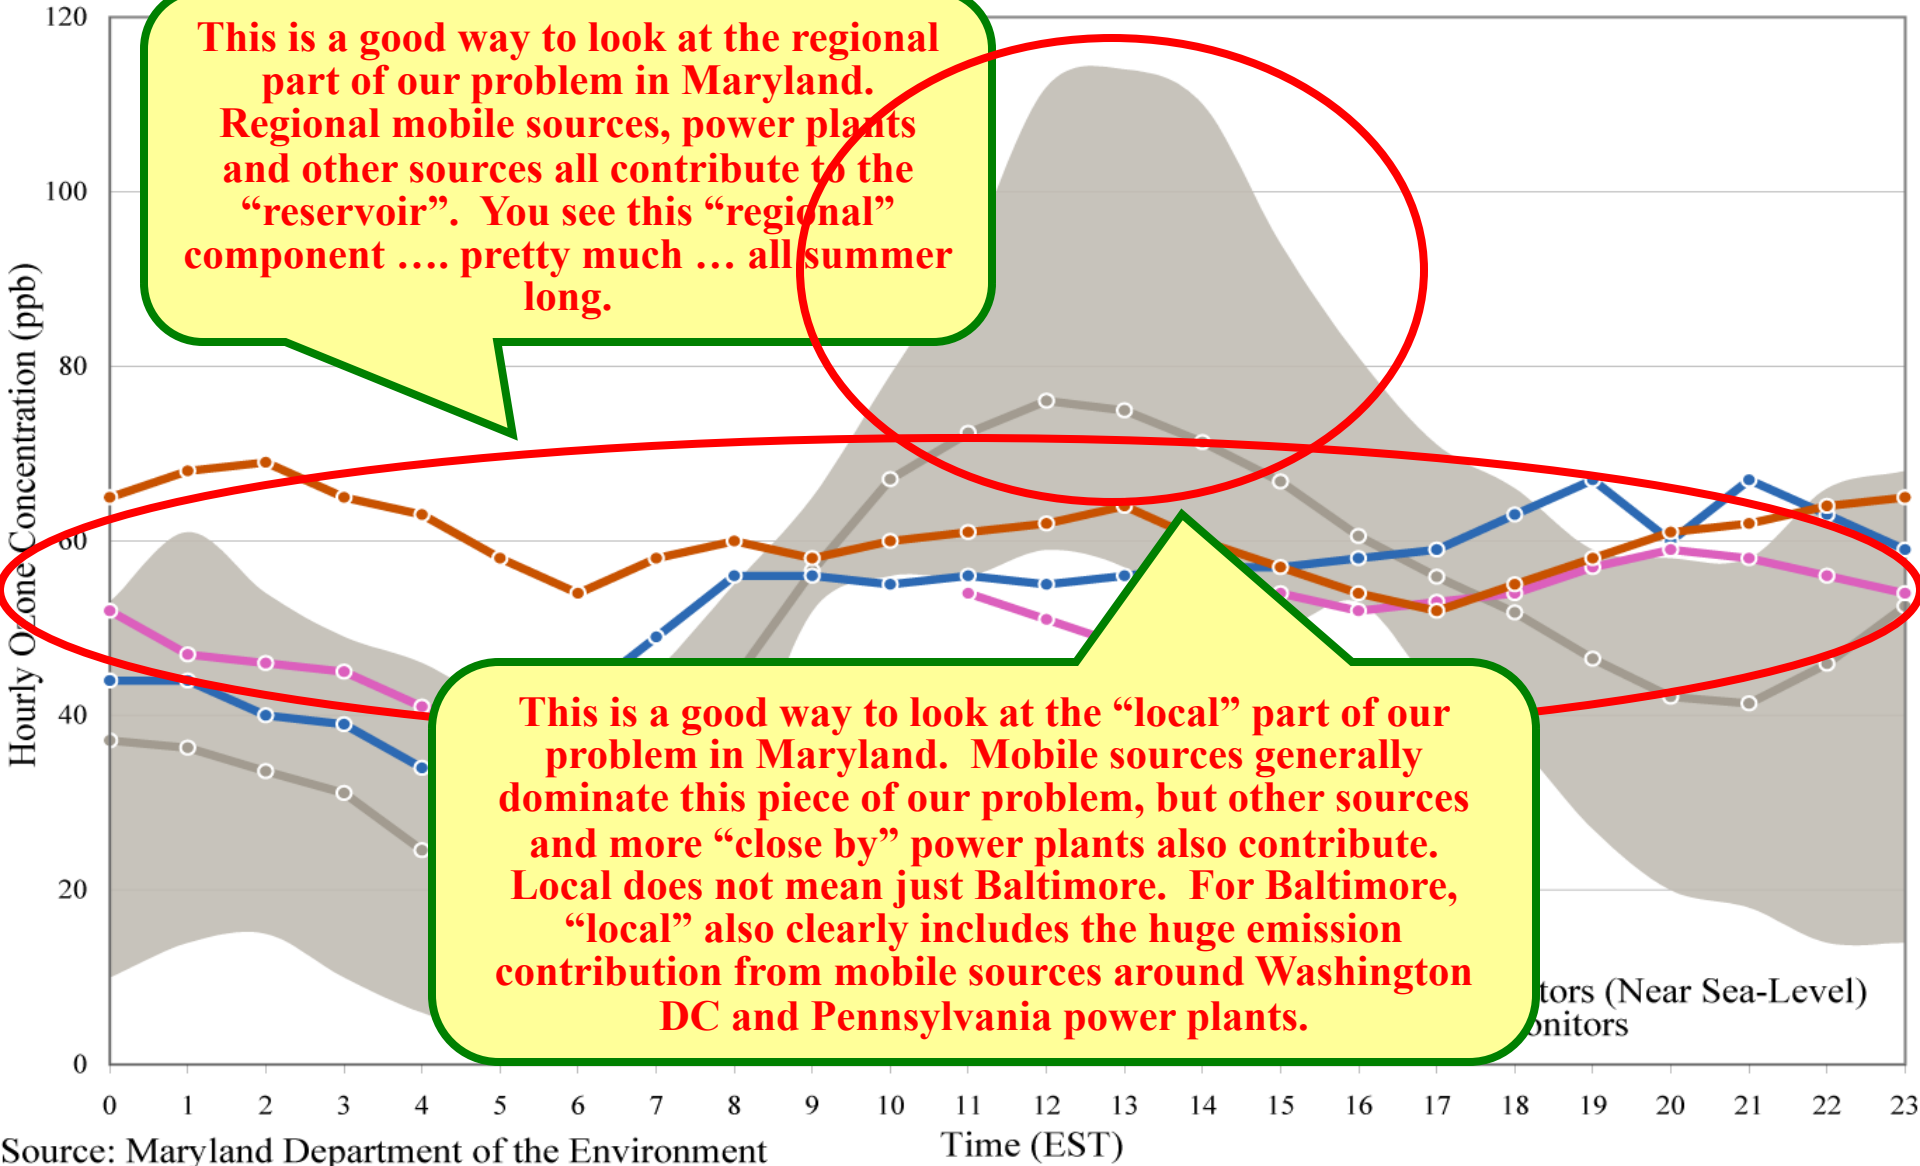 This is a good way to look at the regional
part of our problem in Maryland.
Regional mobile sources, power plants
and other sources all contribute to the
“reservoir”.  You see this “regional”
component …. pretty much … all summer
long.
120
100
80
60
40
20
0
Hourly Ozone Concentration (ppb)
This is a good way to look at the “local” part of our
problem in Maryland.  Mobile sources generally
dominate this piece of our problem, but other sources
and more “close by” power plants also contribute.
Local does not mean just Baltimore.  For Baltimore,
“local” also clearly includes the huge emission
contribution from mobile sources around Washington
DC and Pennsylvania power plants.
(Near Sea-Level)
0 1 2 3 4 5 6 7 8 9 10 11 12 13 14 15 16 17 18 19 20 21 22 23
Time (EST)
Source: Maryland Department of the Environment